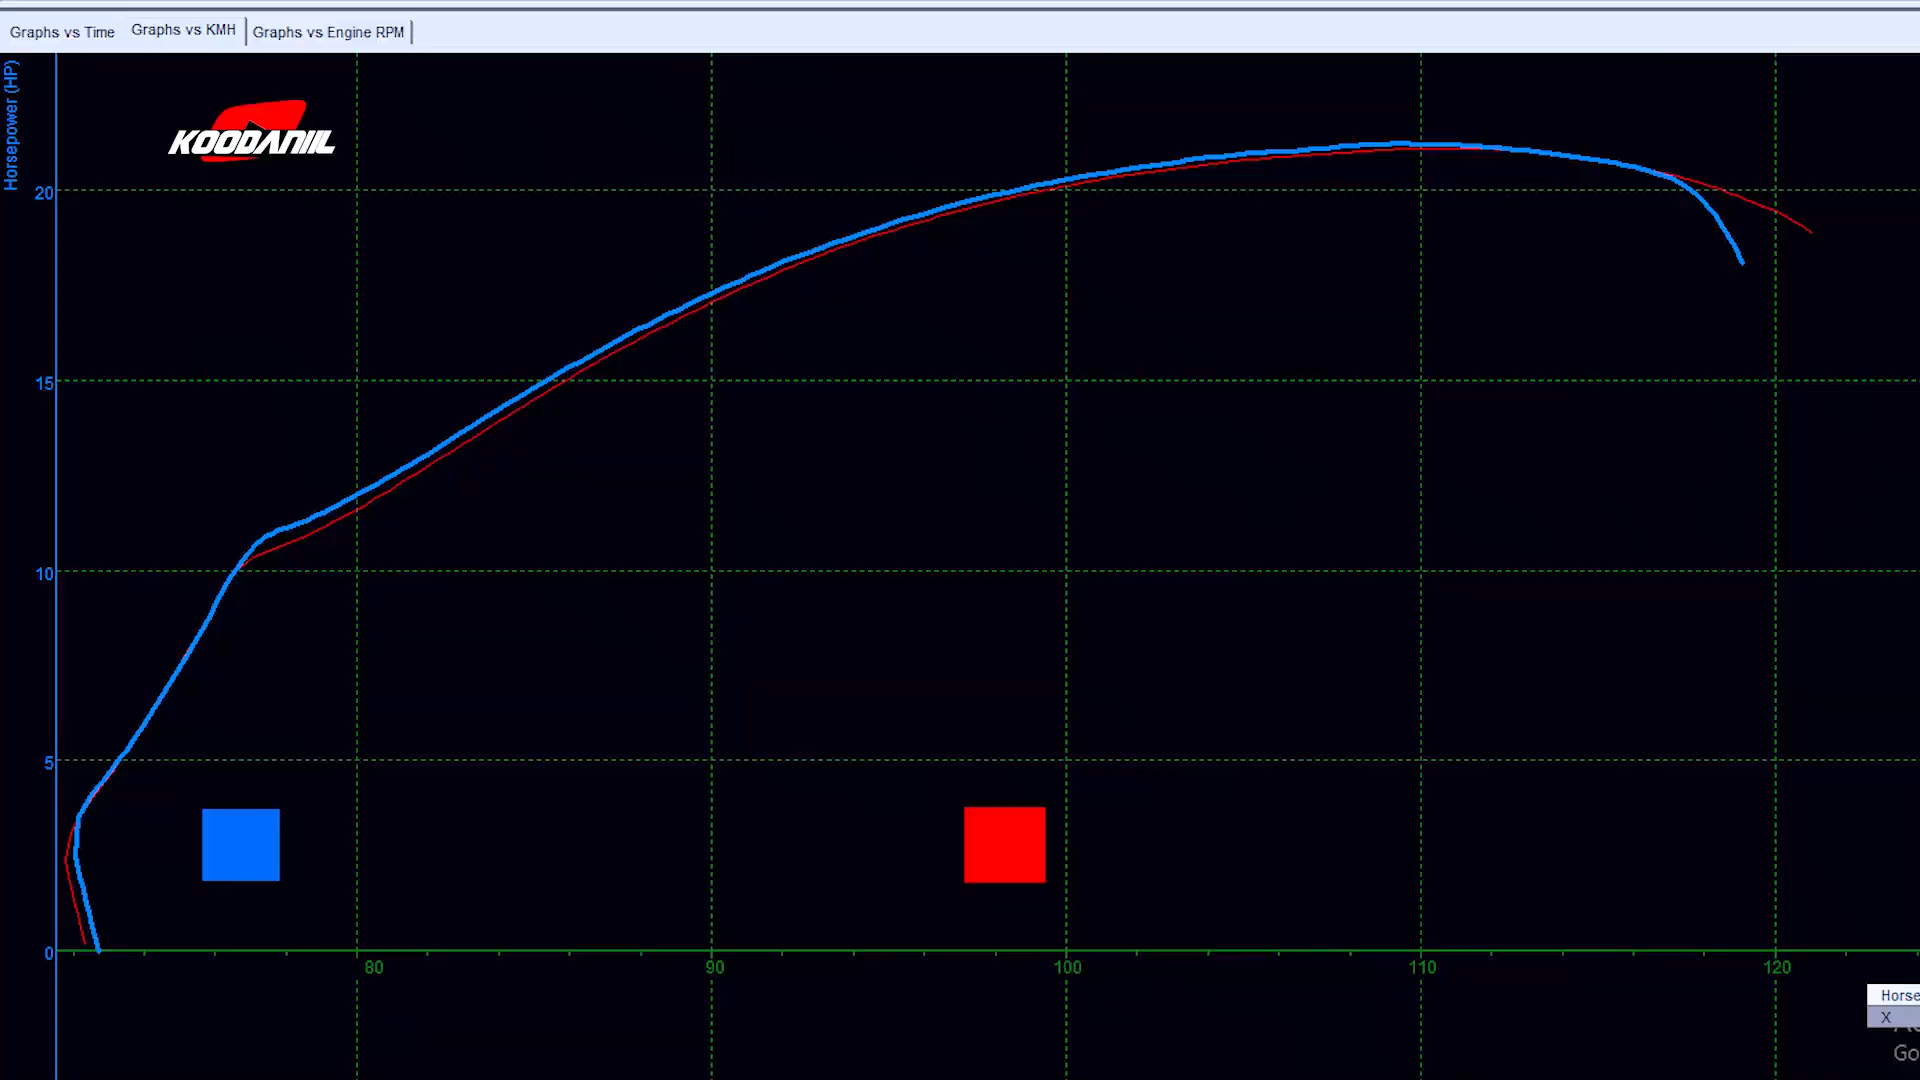 Graphs vs Time
Graphs vs KMH
Graphs vs Engine RPM
Horsepower (HP)
KOODANIL
20
15
10
5
0
80
90
100
110
120
Horse
X
Go